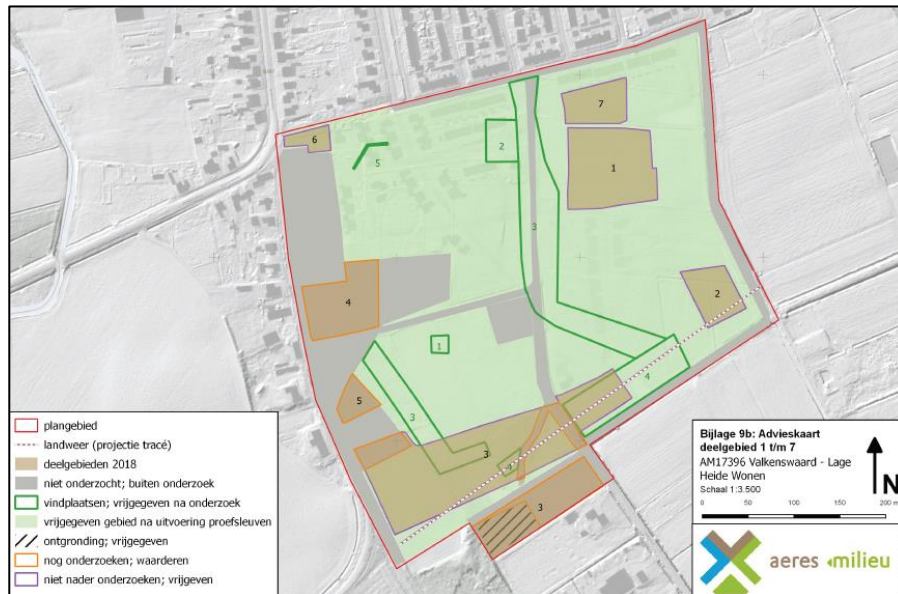 6
5
2
7
1
3
4
2
1
5
3
4
3
4
3
plangebied
landweer (projectie tracé)
deelgebieden 2018
niet onderzocht; buiten onderzoek
vindplaatsen; vrijgegeven na onderzoek
vrijgegeven gebied na uitvoering proefsleuven
ontgronding; vrijgegeven
nog onderzoeken; waarderen
niet nader onderzoeken; vrijgeven
Bijlage 9b: Advieskaart
deelgebied 1 t/m 7
AM17396 Valkenswaard - Lage
Heide Wonen
Schaal 1:3.500
0 50 100 150 200 m
N
aeres milieu